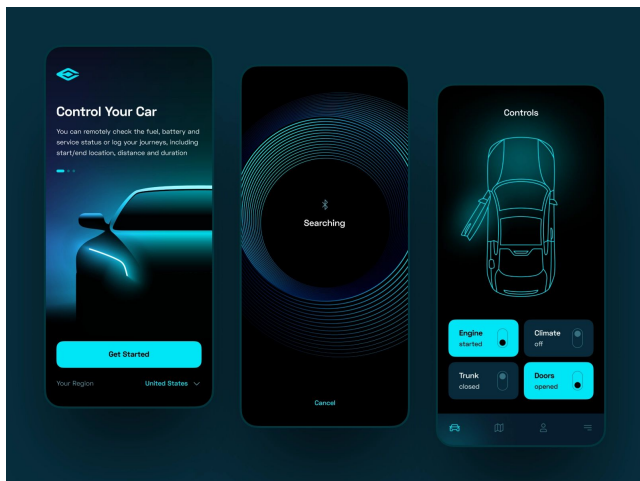 Control Your Car
You can remotely check the fuel, battery and
service status or log your journeys, including
start/end location, distance and duration
Get Started
Your Region
United States
Searching
Cancel
Controls
Engine
started
Climate
off
Trunk
closed
Doors
opened